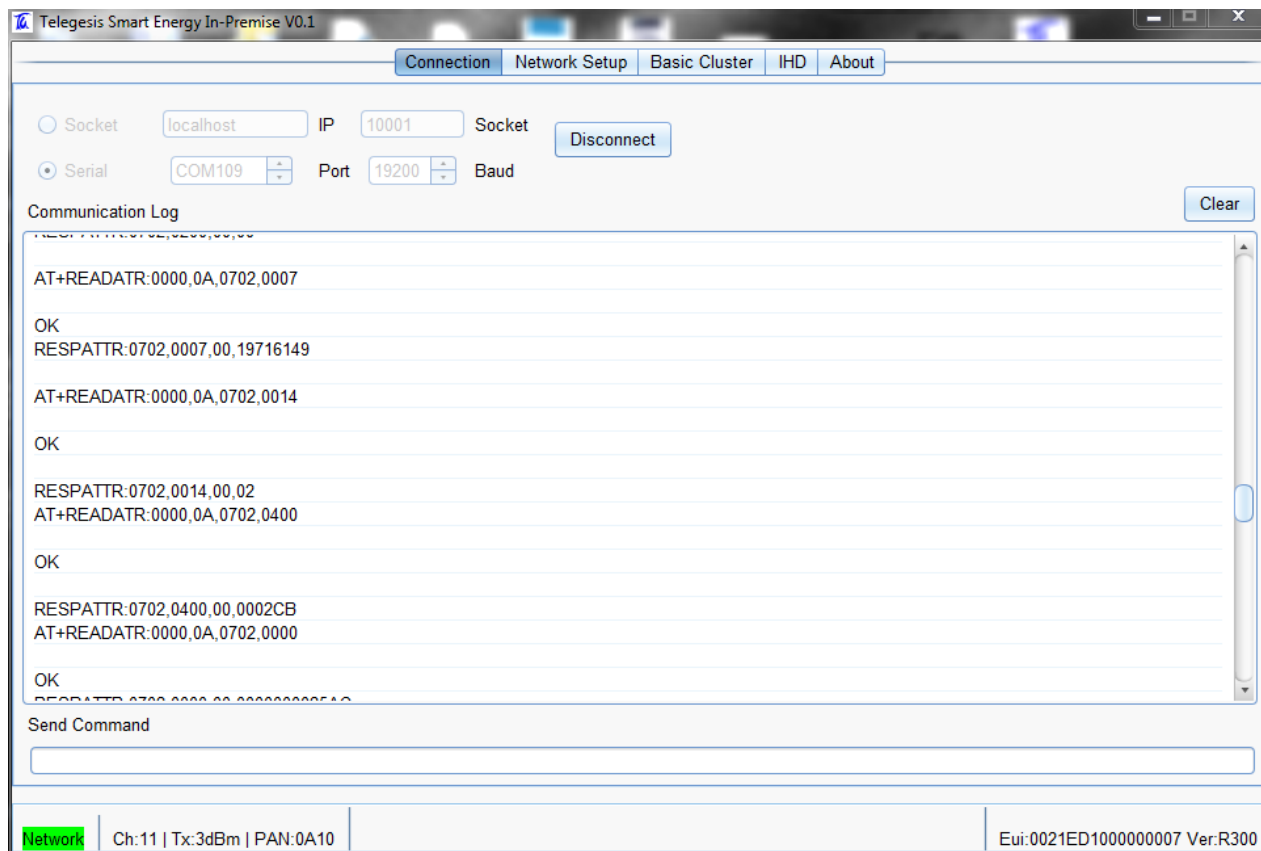 Telegesis Smart Energy In-Premise V0.1
Connection Network Setup Basic Cluster IHD About
Socket localhost IP 10001 Socket
Disconnect
Serial COM109 Port 19200 Baud
Clear
Communication Log
AT+READATR:0000,0A,0702,0007
OK
RESPATTR:0702,0007,00,19716149
AT+READATR:0000,0A,0702,0014
OK
RESPATTR:0702,0014,00,02
AT+READATR:0000,0A,0702,0400
OK
RESPATTR:0702,0400,00,0002CB
AT+READATR:0000,0A,0702,0000
OK
Send Command
Network Ch:11 | Tx:3dBm | PAN:0A10 Eui:0021ED1000000007 Ver:R300